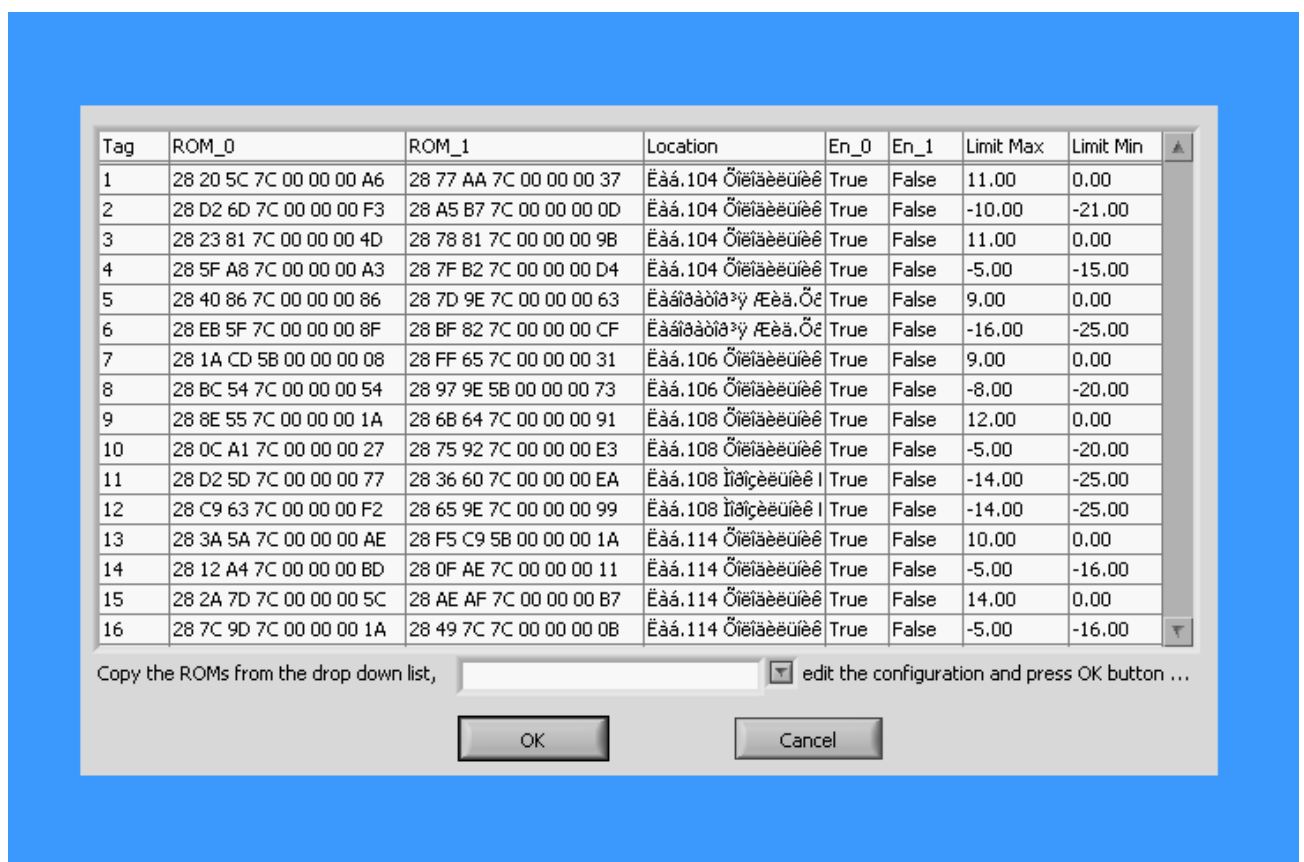 Tag ROM_0 ROM_1 Location En_0 En_1 Limit Max Limit Min
1 28 20 5C 7C 00 00 00 A6 28 77 AA 7C 00 00 00 37 Ëàá.104 Õîëîäèëüíèê True False 11.00 0.00
2 28 D2 6D 7C 00 00 00 F3 28 A5 B7 7C 00 00 00 0D Ëàá.104 Õîëîäèëüíèê True False -10.00 -21.00
3 28 23 81 7C 00 00 00 4D 28 78 81 7C 00 00 00 9B Ëàá.104 Õîëîäèëüíèê True False 11.00 0.00
4 28 5F A8 7C 00 00 00 A3 28 7F B2 7C 00 00 00 D4 Ëàá.104 Õîëîäèëüíèê True False -5.00 -15.00
5 28 40 86 7C 00 00 00 86 28 7D 9E 7C 00 00 00 63 Ëàáîðàòîð³ÿ Æèä. True False 9.00 0.00
6 28 EB 5F 7C 00 00 00 8F 28 BF 82 7C 00 00 00 CF Ëàáîðàòîð³ÿ Æèä. True False -16.00 -25.00
7 28 1A CD 5B 00 00 00 08 28 FF 65 7C 00 00 00 31 Ëàá.106 Õîëîäèëüíèê True False 9.00 0.00
8 28 BC 54 7C 00 00 00 54 28 97 9E 5B 00 00 00 73 Ëàá.106 Õîëîäèëüíèê True False -8.00 -20.00
9 28 8E 55 7C 00 00 00 1A 28 6B 64 7C 00 00 00 91 Ëàá.108 Õîëîäèëüíèê True False 12.00 0.00
10 28 0C A1 7C 00 00 00 27 28 75 92 7C 00 00 00 E3 Ëàá.108 Õîëîäèëüíèê True False -5.00 -20.00
11 28 D2 5D 7C 00 00 00 77 28 36 60 7C 00 00 00 EA Ëàá.108 Ìîðîçèëüíèê True False -14.00 -25.00
12 28 C9 63 7C 00 00 00 F2 28 65 9E 7C 00 00 00 99 Ëàá.108 Ìîðîçèëüíèê True False -14.00 -25.00
13 28 3A 5A 7C 00 00 00 AE 28 F5 C9 5B 00 00 00 1A Ëàá.114 Õîëîäèëüíèê True False 10.00 0.00
14 28 12 A4 7C 00 00 00 BD 28 0F AE 7C 00 00 00 11 Ëàá.114 Õîëîäèëüíèê True False -5.00 -16.00
15 28 2A 7D 7C 00 00 00 5C 28 AE AF 7C 00 00 00 B7 Ëàá.114 Õîëîäèëüíèê True False 14.00 0.00
16 28 7C 9D 7C 00 00 00 1A 28 49 7C 7C 00 00 00 0B Ëàá.114 Õîëîäèëüíèê True False -5.00 -16.00
Copy the ROMs from the drop down list, edit the configuration and press OK button ...
OK Cancel